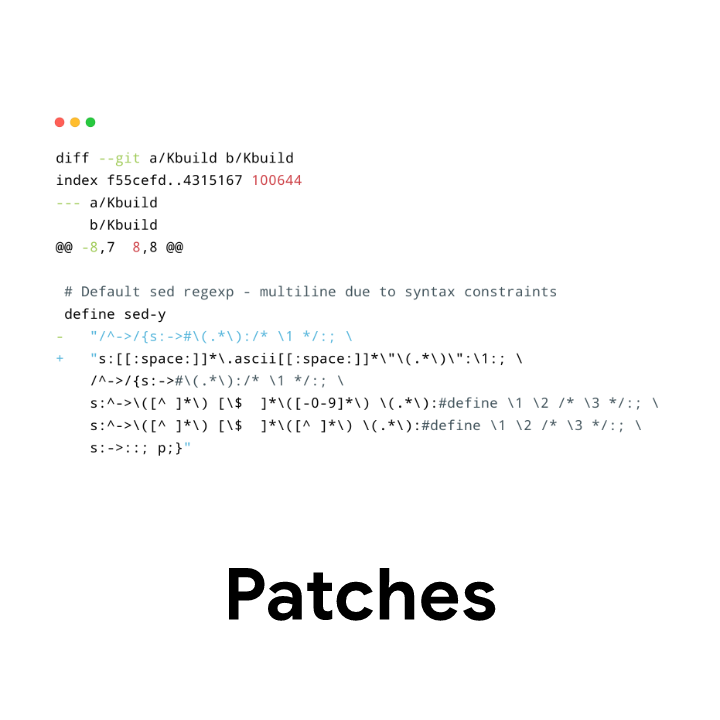 diff --git a/Kbuild b/Kbuild
index f55cefd..4315167 100644
--- a/Kbuild
    b/Kbuild
@@ -8,7  8,8 @@

 # Default sed regexp - multiline due to syntax constraints
 define sed-y
-   "/^->/{s:->#\(.*\):/* \1 */:; \
+   "s:[[:space:]]*\.ascii[[:space:]]*\"\(.*\)\":\1:; \
    /^->/{s:->#\(.*\):/* \1 */:; \
    s:^->\([^ ]*\) [\$  ]*\([-0-9]*\) \(.*\):#define \1 \2 /* \3 */:; \
    s:^->\([^ ]*\) [\$  ]*\([^ ]*\) \(.*\):#define \1 \2 /* \3 */:; \
    s:->::; p;}"
Patches